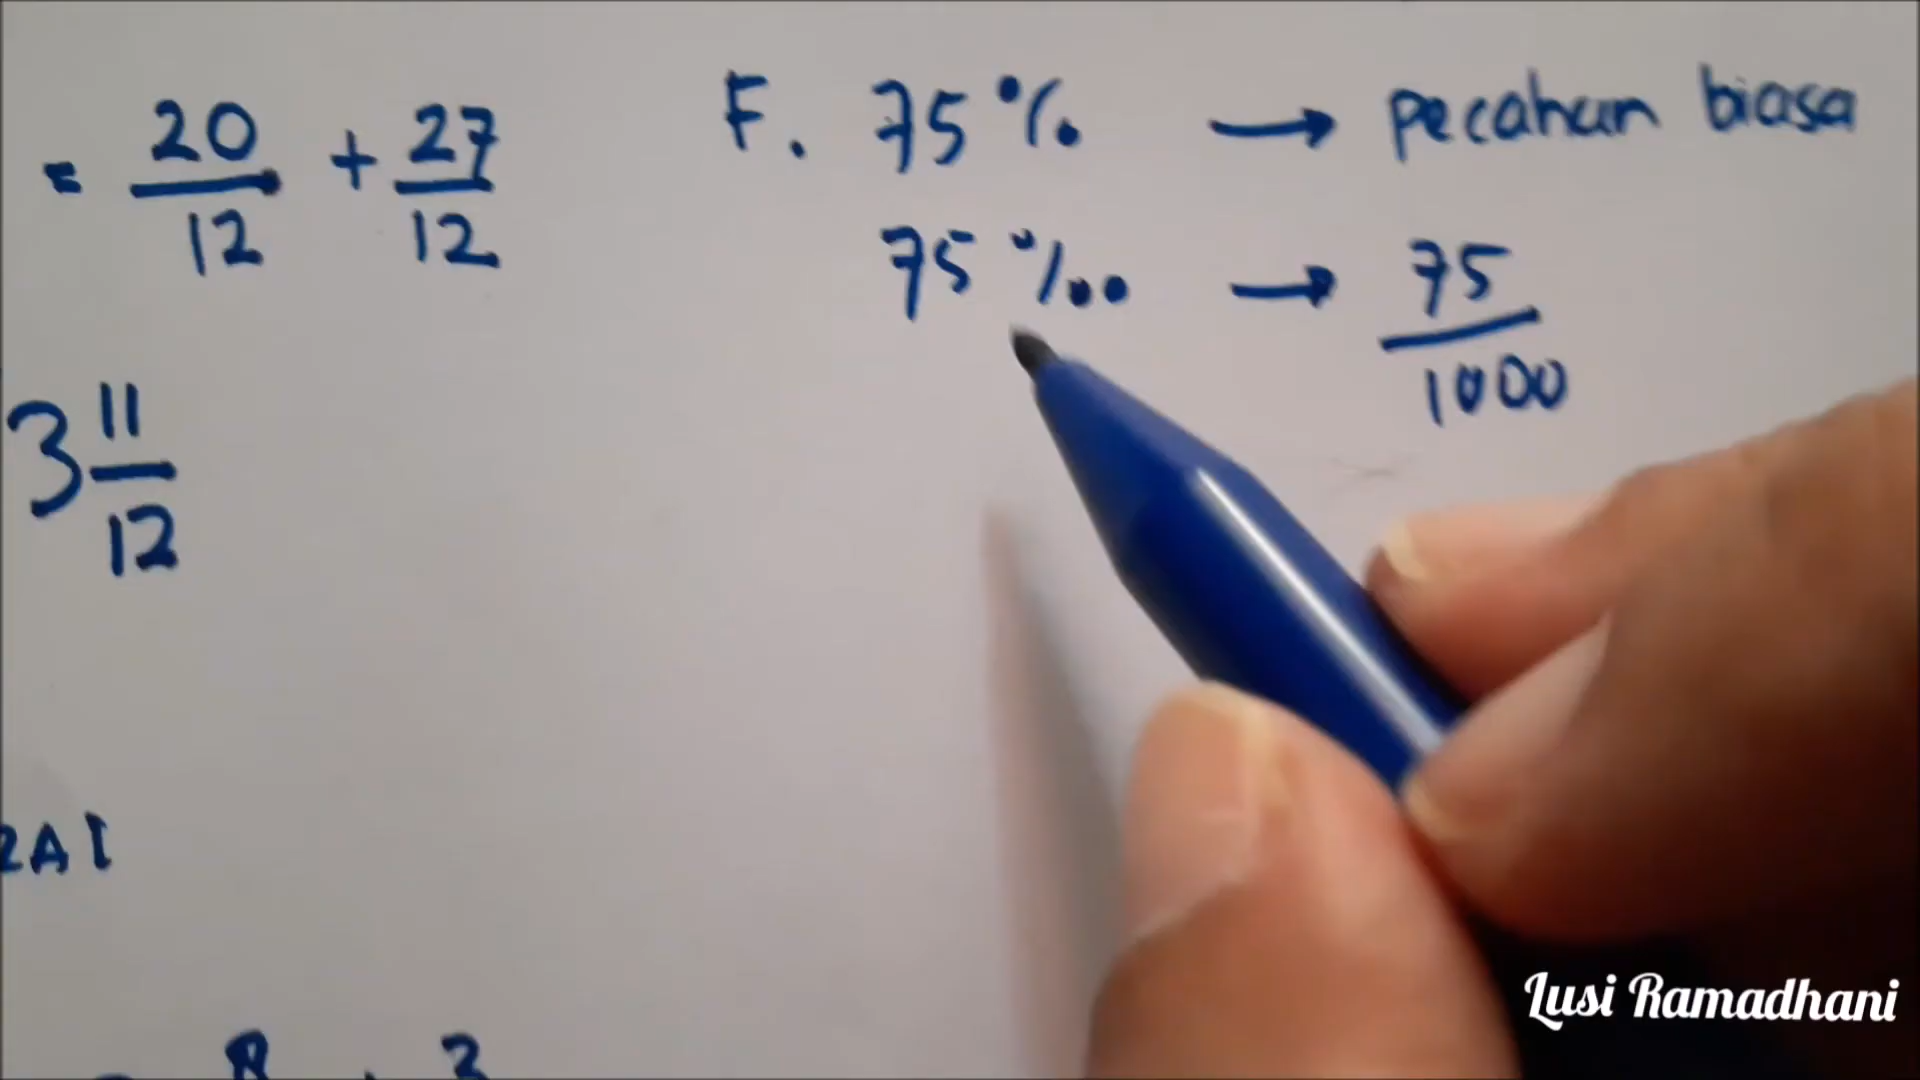 = 20/12 + 27/12
3 11/12
F. 75% → pecahan biasa
75‰ → 75/1000
Lusi Ramadhani